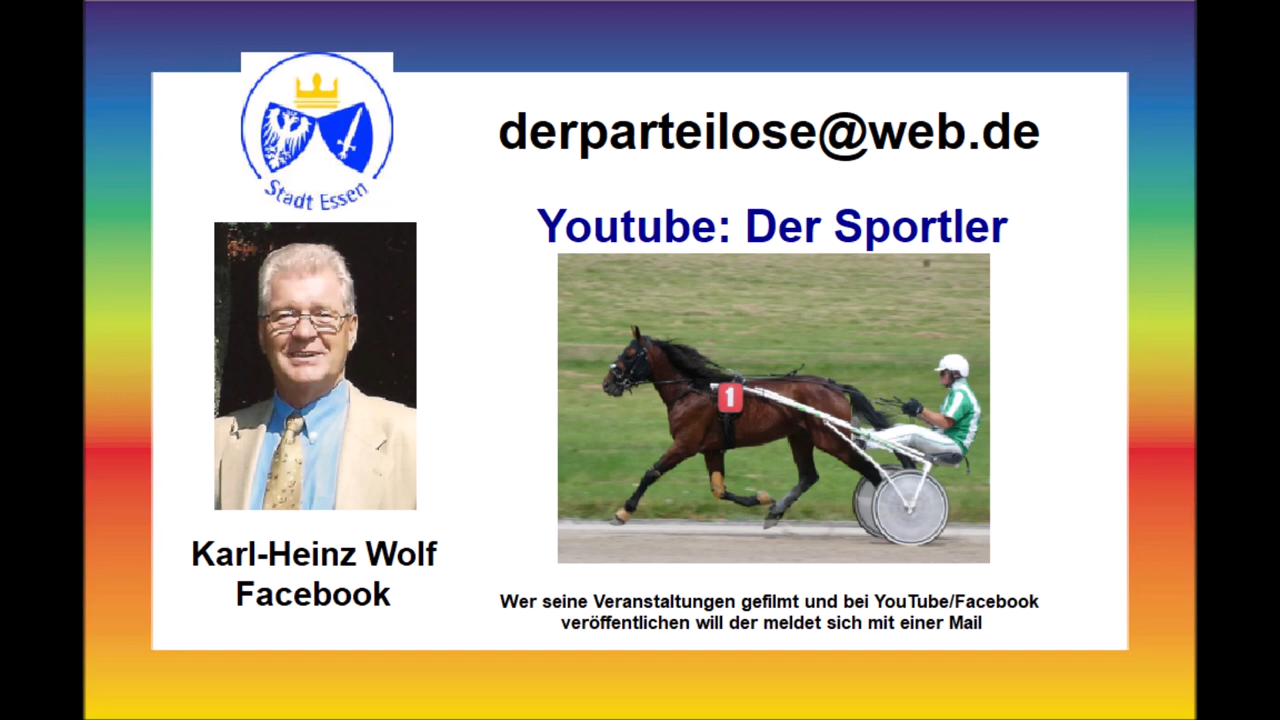 Stadt Essen
derparteilose@web.de
Youtube: Der Sportler
1
Karl-Heinz Wolf
Facebook
Wer seine Veranstaltungen gefilmt und bei YouTube/Facebook
veröffentlichen will der meldet sich mit einer Mail